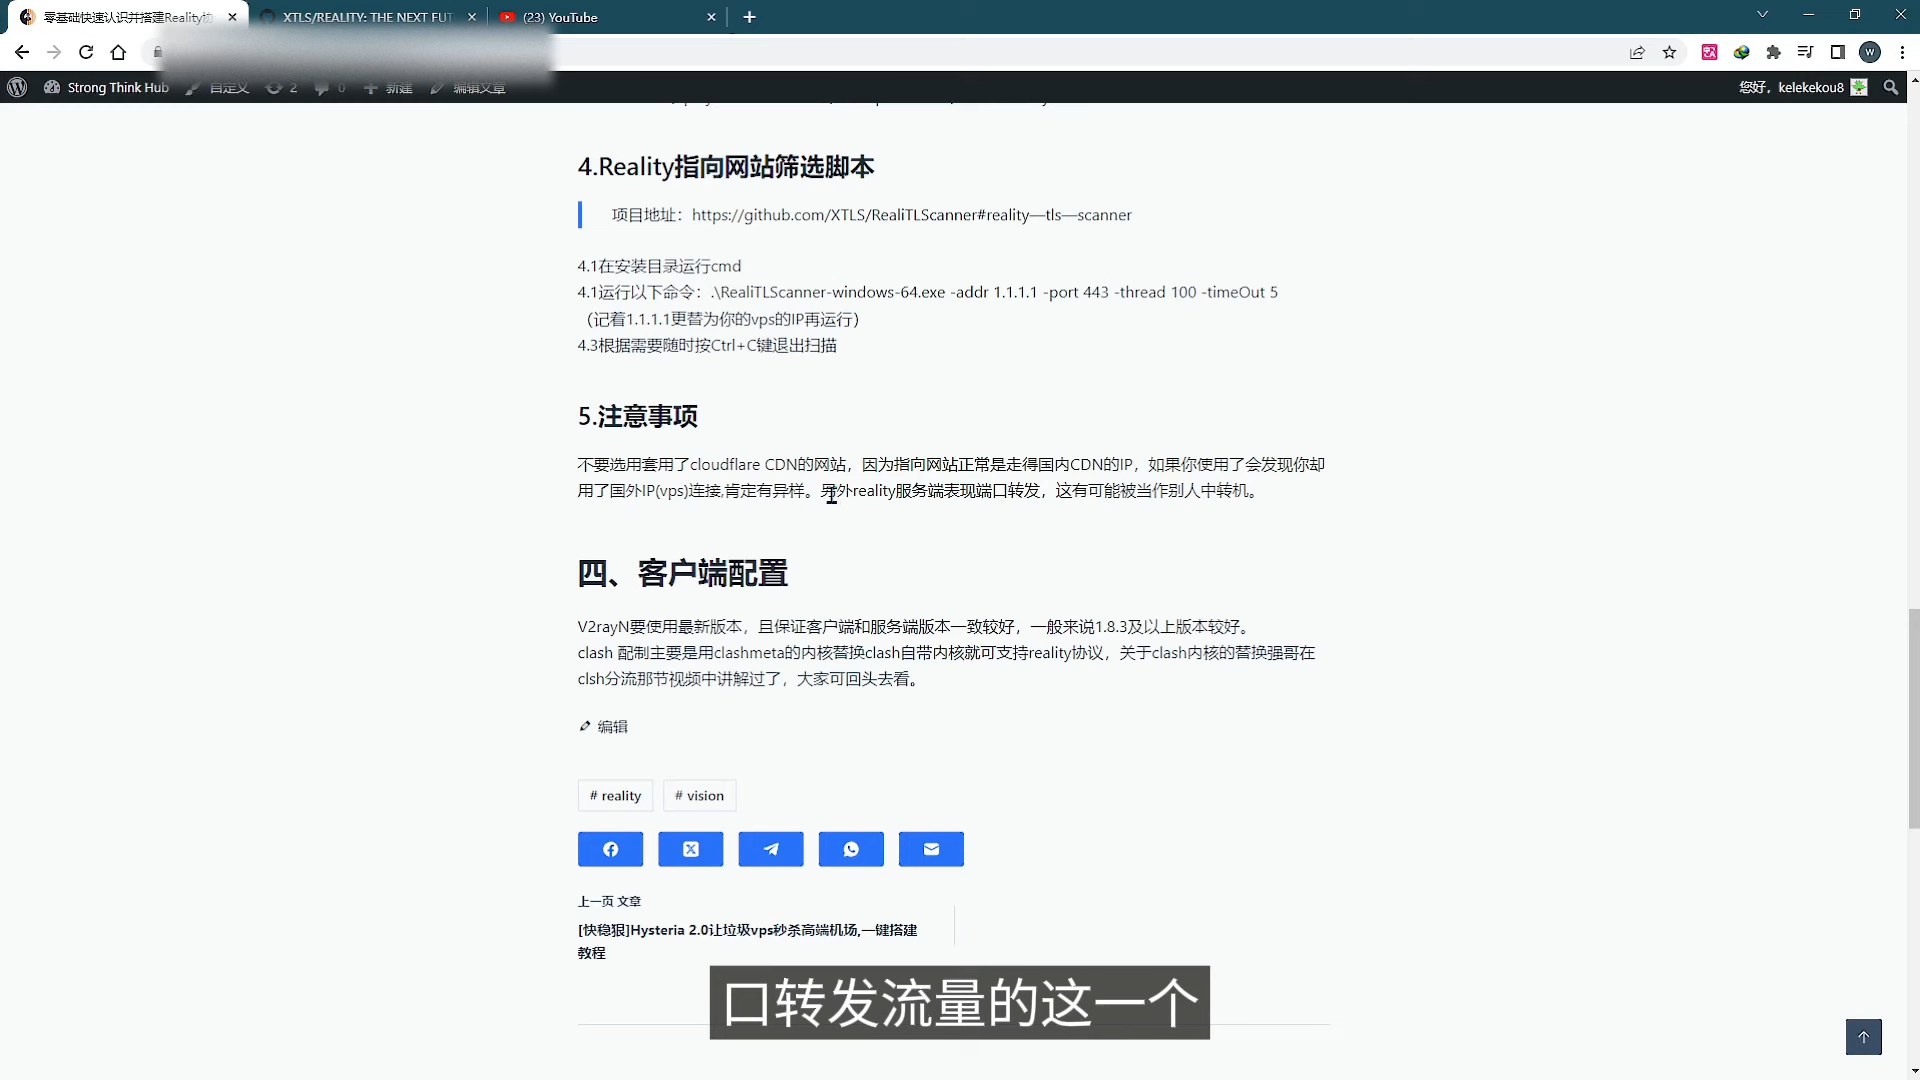 零基础快速认识并搭建Reality协
XTLS/REALITY: THE NEXT FUT
(23) YouTube
W
Strong Think Hub
自定义
2
0
新建
编辑文章
您好，kelekekou8
4.Reality指向网站筛选脚本
项目地址：https://github.com/XTLS/RealiTLScanner#reality—tls—scanner
4.1在安装目录运行cmd
4.1运行以下命令：.\RealiTLScanner-windows-64.exe -addr 1.1.1.1 -port 443 -thread 100 -timeOut 5
（记着1.1.1.1更替为你的vps的IP再运行）
4.3根据需要随时按Ctrl+C键退出扫描
5.注意事项
不要选用套用了cloudflare CDN的网站，因为指向网站正常是走得国内CDN的IP，如果你使用了会发现你却
用了国外IP(vps)连接,肯定有异样。另外reality服务端表现端口转发，这有可能被当作别人中转机。
四、客户端配置
V2rayN要使用最新版本，且保证客户端和服务端版本一致较好，一般来说1.8.3及以上版本较好。
clash 配制主要是用clashmeta的内核替换clash自带内核就可支持reality协议，关于clash内核的替换强哥在
clsh分流那节视频中讲解过了，大家可回头去看。
编辑
# reality
# vision
上一页 文章
[快稳狠]Hysteria 2.0让垃圾vps秒杀高端机场,一键搭建
教程
口转发流量的这一个